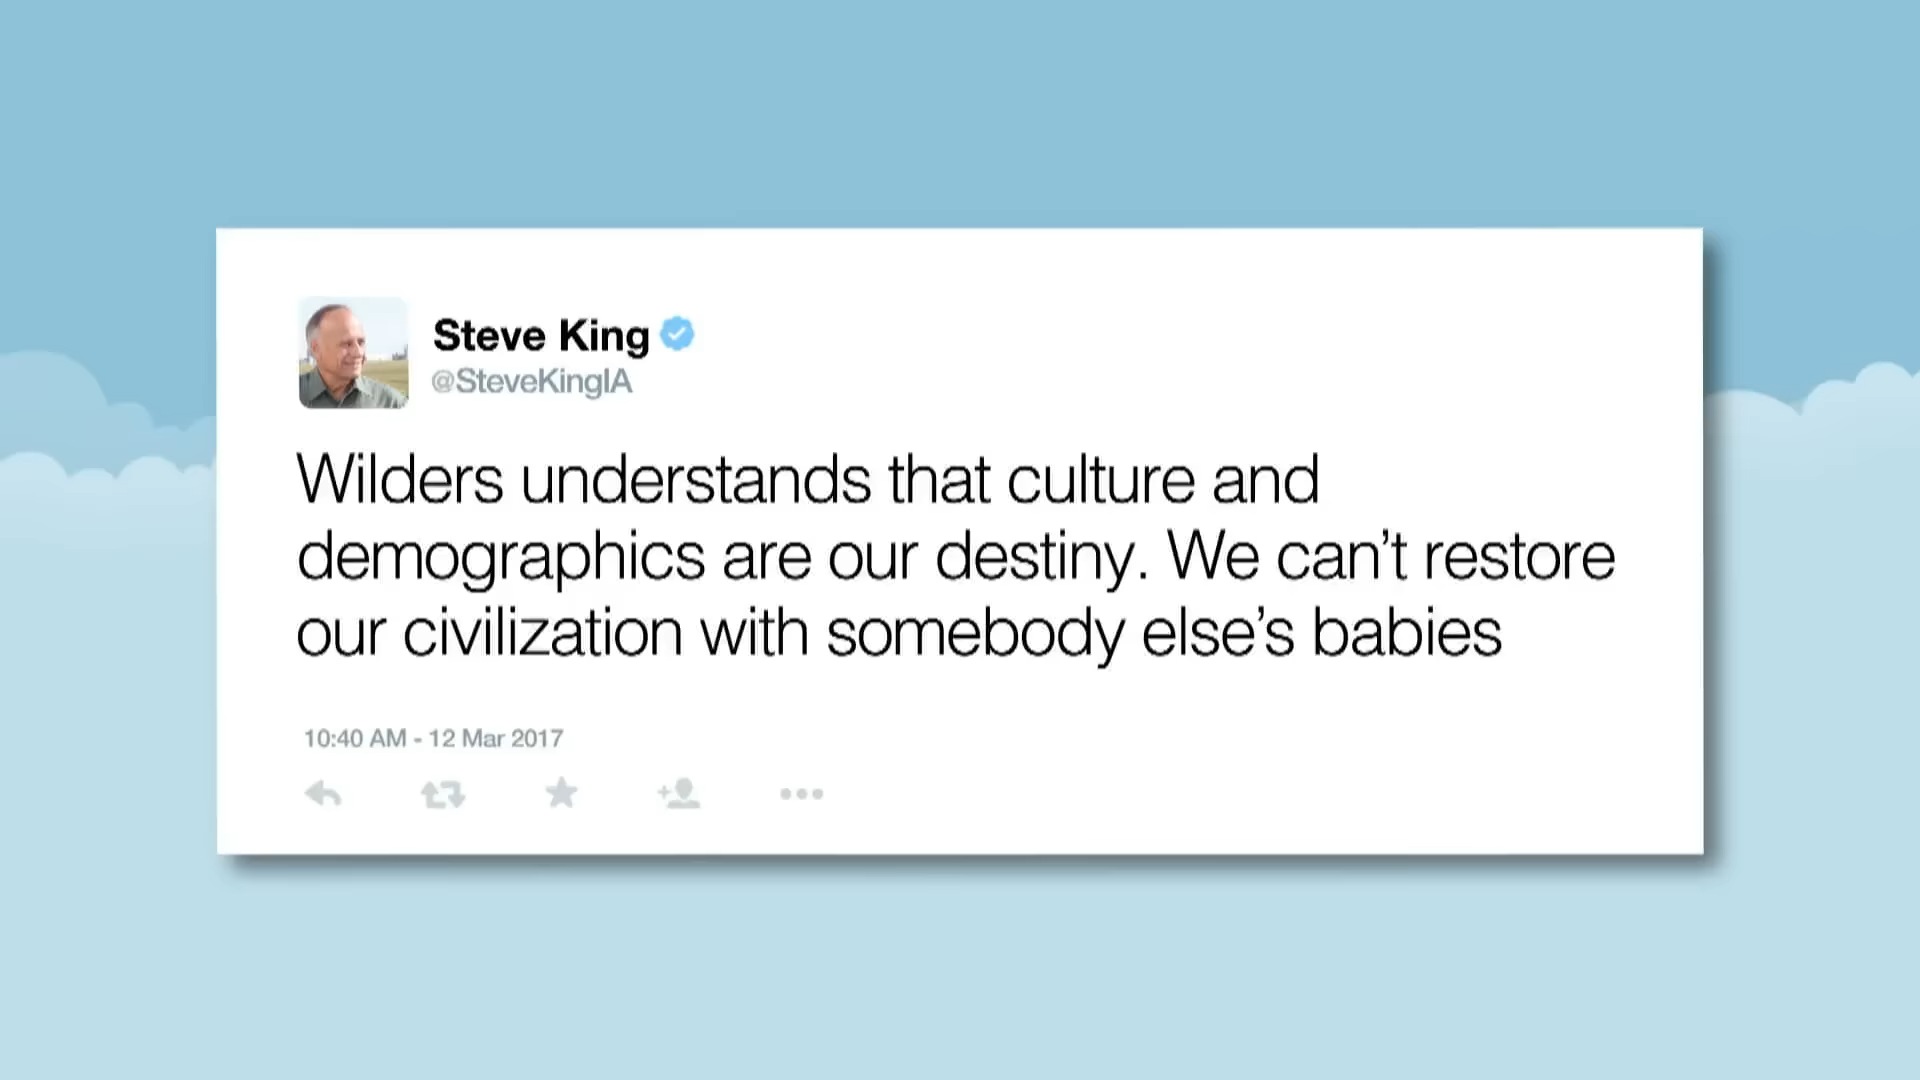 Steve King
@SteveKingIA
Wilders understands that culture and
demographics are our destiny. We can't restore
our civilization with somebody else's babies
10:40 AM - 12 Mar 2017